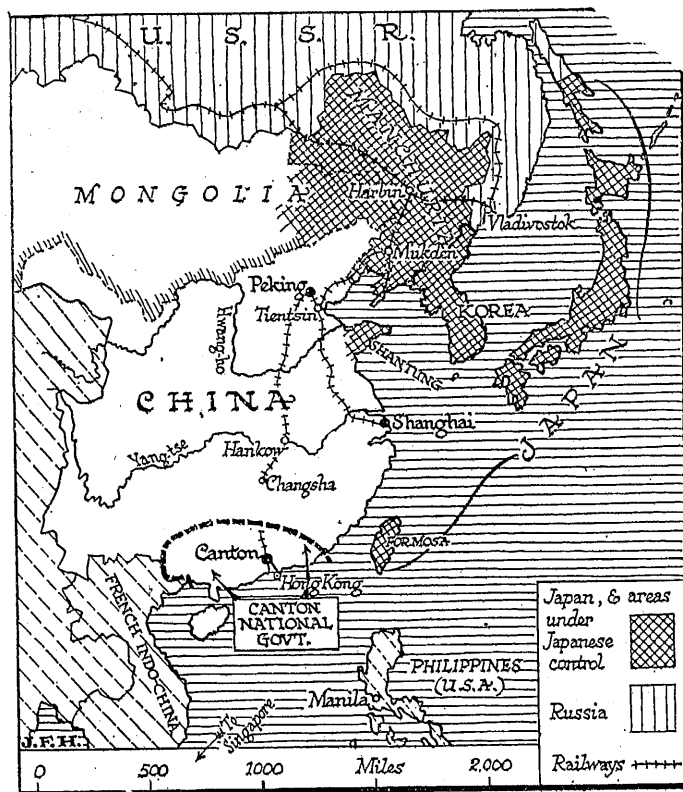 U. S. S. R.
MONGOLIA
MANCHURIA
Harbin
Vladivostok
Mukden
Peking
Tientsin
KOREA
Hwang-ho
SHANTUNG
CHINA
JAPAN
Shanghai
Yang-tse
Hankow
Changsha
FORMOSA
Canton
Hong Kong
CANTON
NATIONAL
GOVT.
FRENCH INDO-CHINA
PHILIPPINES
(U.S.A.)
Manila
To
Singapore
J.F.H.
Japan, & areas
under
Japanese
control
Russia
Railways
0 500 1000 Miles 2,000